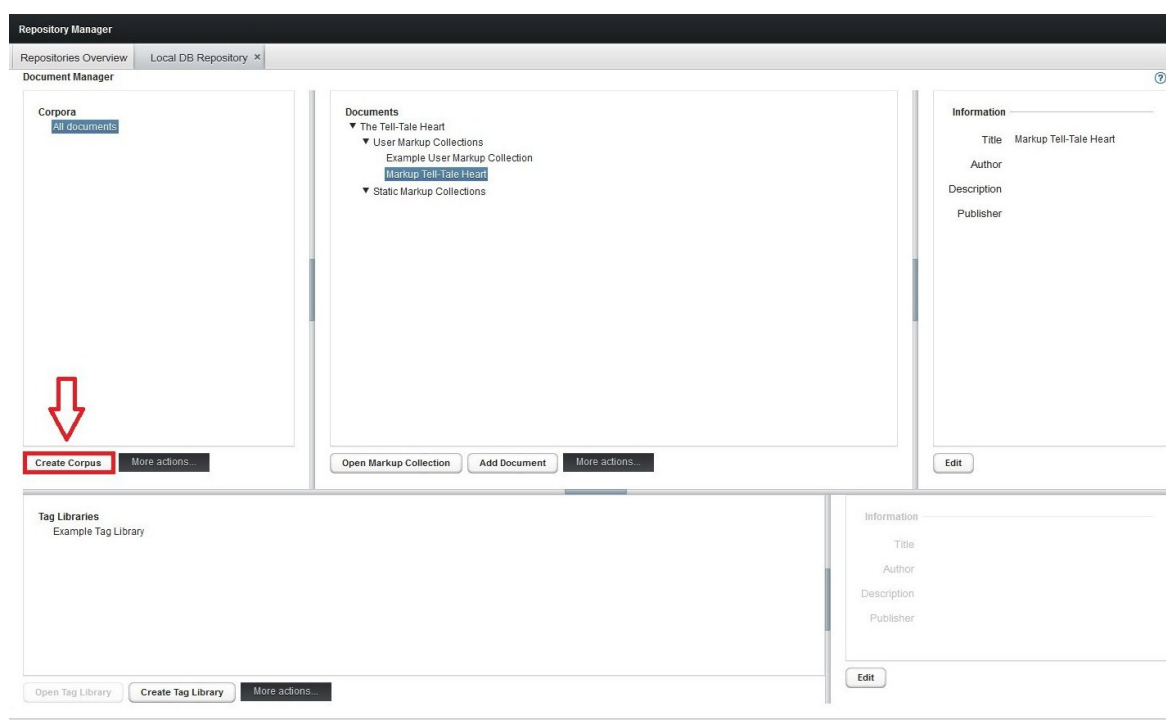 Repository Manager
Repositories Overview Local DB Repository ×
Document Manager
?
Corpora
All documents
Create Corpus More actions...
Documents
▼ The Tell-Tale Heart
▼ User Markup Collections
Example User Markup Collection
Markup Tell-Tale Heart
▼ Static Markup Collections
Open Markup Collection Add Document More actions...
Information
Title Markup Tell-Tale Heart
Author
Description
Publisher
Edit
Tag Libraries
Example Tag Library
Open Tag Library Create Tag Library More actions...
Information
Title
Author
Description
Publisher
Edit